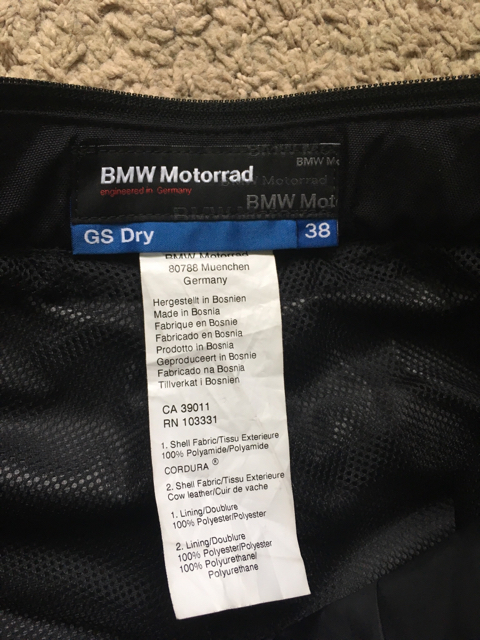 BMW Mo
BMW Motorrad
BMW Motorrad
engineered in Germany
BMW Mot
GS Dry
38
BMW Motorrad
80788 Muenchen
Germany
Hergestellt in Bosnien
Made in Bosnia
Fabrique en Bosnie
Fabricado en Bosnia
Prodotto in Bosnia
Geproduceert in Bosnie
Fabricado na Bosnia
Tillverkat i Bosnien
CA 39011
RN 103331
1. Shell Fabric/Tissu Exterieure
100% Polyamide/Polyamide
CORDURA ®
2. Shell Fabric/Tissu Exterieure
Cow leather/Cuir de vache
1. Lining/Doublure
100% Polyester/Polyester
2. Lining/Doublure
100% Polyester/Polyester
100% Polyurethane/
Polyurethane